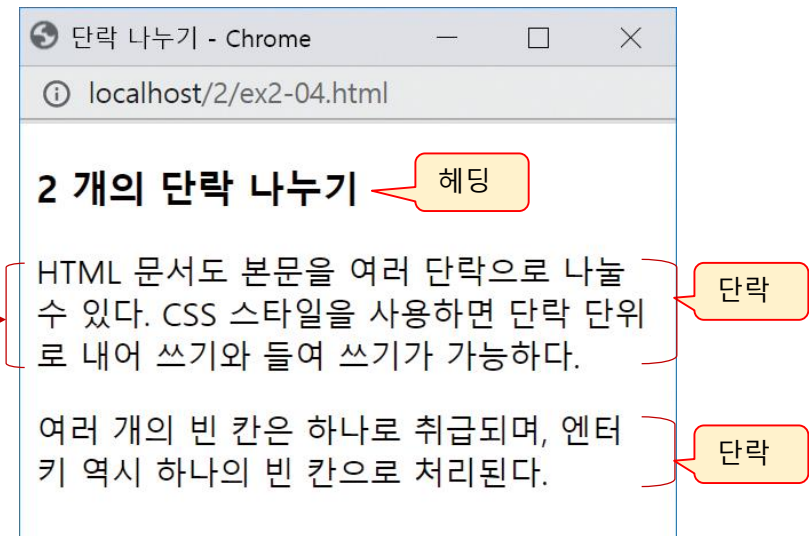 단락 나누기 - Chrome
localhost/2/ex2-04.html
2 개의 단락 나누기
헤딩
HTML 문서도 본문을 여러 단락으로 나눌
수 있다. CSS 스타일을 사용하면 단락 단위
로 내어 쓰기와 들여 쓰기가 가능하다.
단락
여러 개의 빈 칸은 하나로 취급되며, 엔터
키 역시 하나의 빈 칸으로 처리된다.
단락